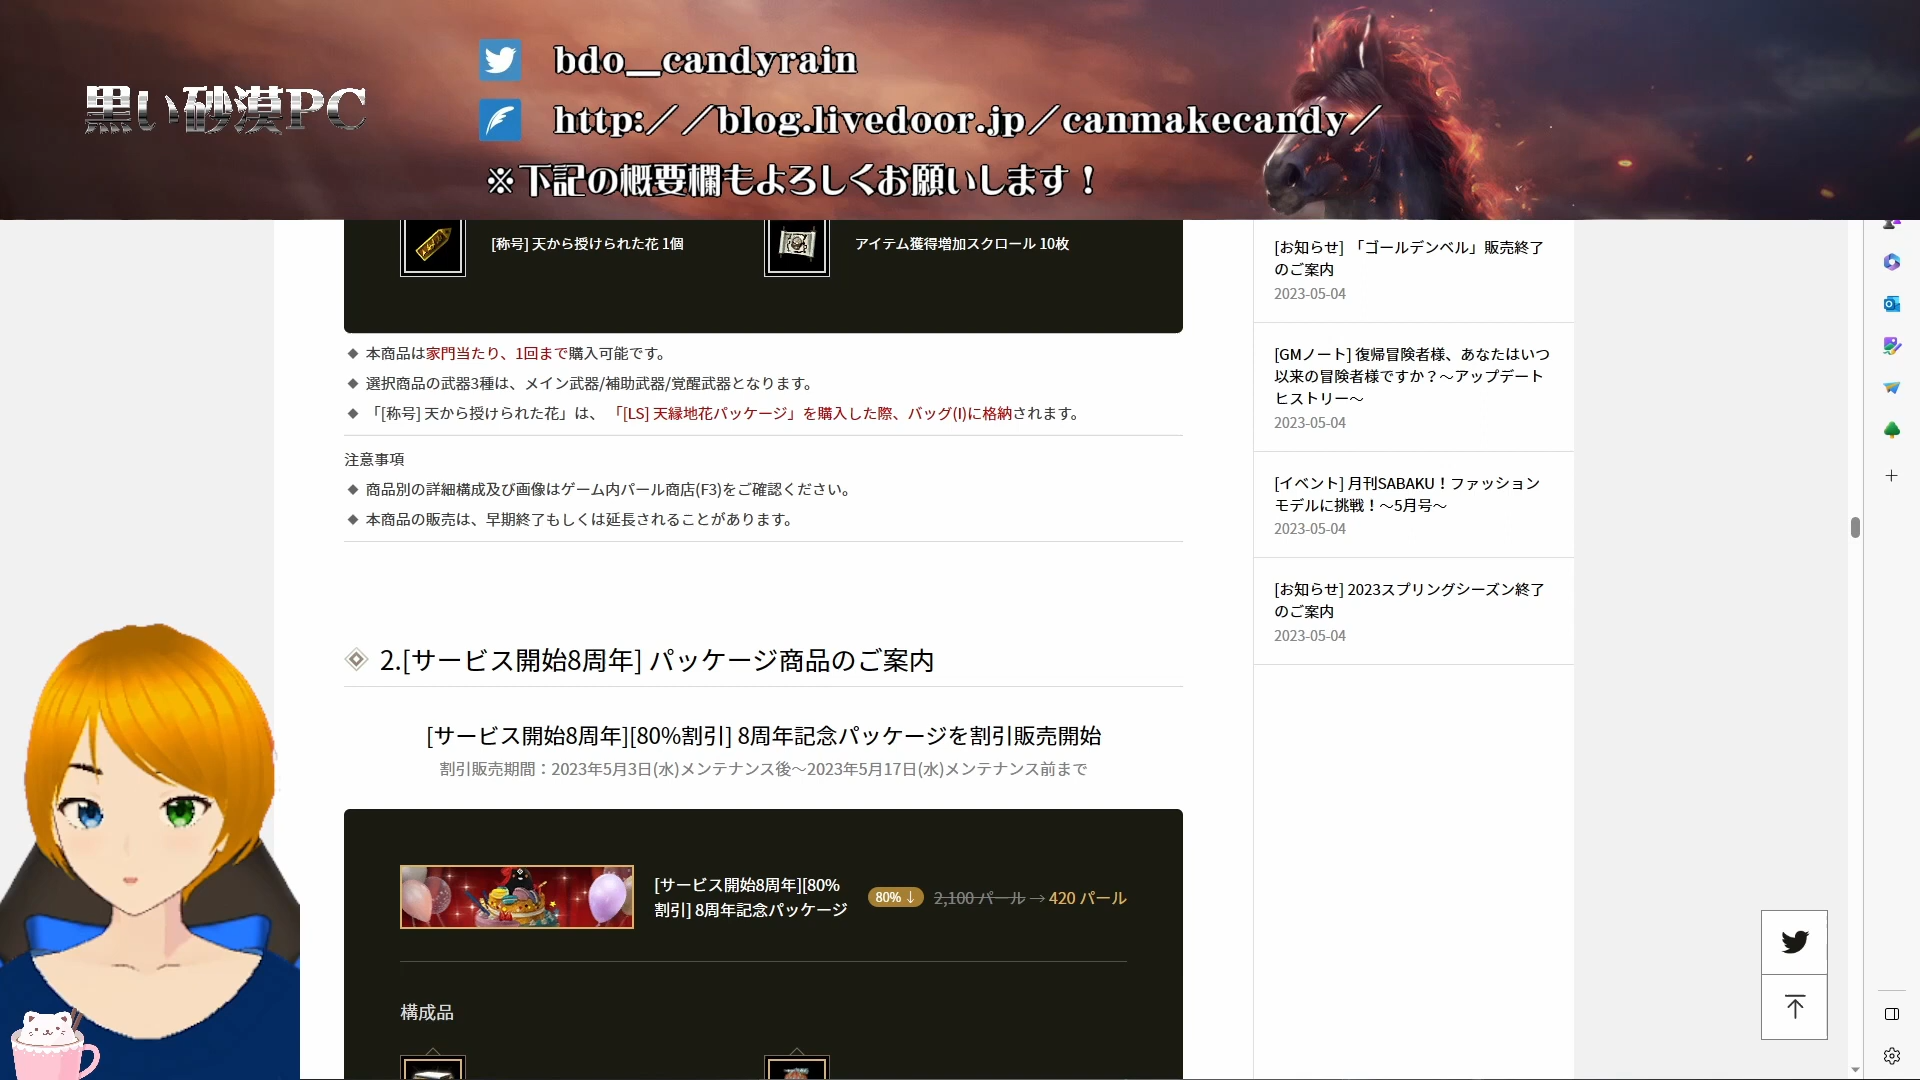 黒い砂漠PC
bdo__candyrain
http://blog.livedoor.jp/canmakecandy/
※下記の概要欄もよろしくお願いします！
[称号] 天から授けられた花 1個
アイテム獲得増加スクロール 10枚
◆ 本商品は家門当たり、1回まで購入可能です。
◆ 選択商品の武器3種は、メイン武器/補助武器/覚醒武器となります。
◆ 「[称号] 天から授けられた花」は、「[LS] 天縁地花パッケージ」を購入した際、バッグ(I)に格納されます。
注意事項
◆ 商品別の詳細構成及び画像はゲーム内パール商店(F3)をご確認ください。
◆ 本商品の販売は、早期終了もしくは延長されることがあります。
2.[サービス開始8周年] パッケージ商品のご案内
[サービス開始8周年][80%割引] 8周年記念パッケージを割引販売開始
割引販売期間：2023年5月3日(水)メンテナンス後～2023年5月17日(水)メンテナンス前まで
[サービス開始8周年][80%
割引] 8周年記念パッケージ
80% ↓ 2,100 パール → 420 パール
構成品
[お知らせ] 「ゴールデンベル」販売終了
のご案内
2023-05-04
[GMノート] 復帰冒険者様、あなたはいつ
以来の冒険者様ですか？～アップデート
ヒストリー～
2023-05-04
[イベント] 月刊SABAKU！ファッション
モデルに挑戦！～5月号～
2023-05-04
[お知らせ] 2023スプリングシーズン終了
のご案内
2023-05-04